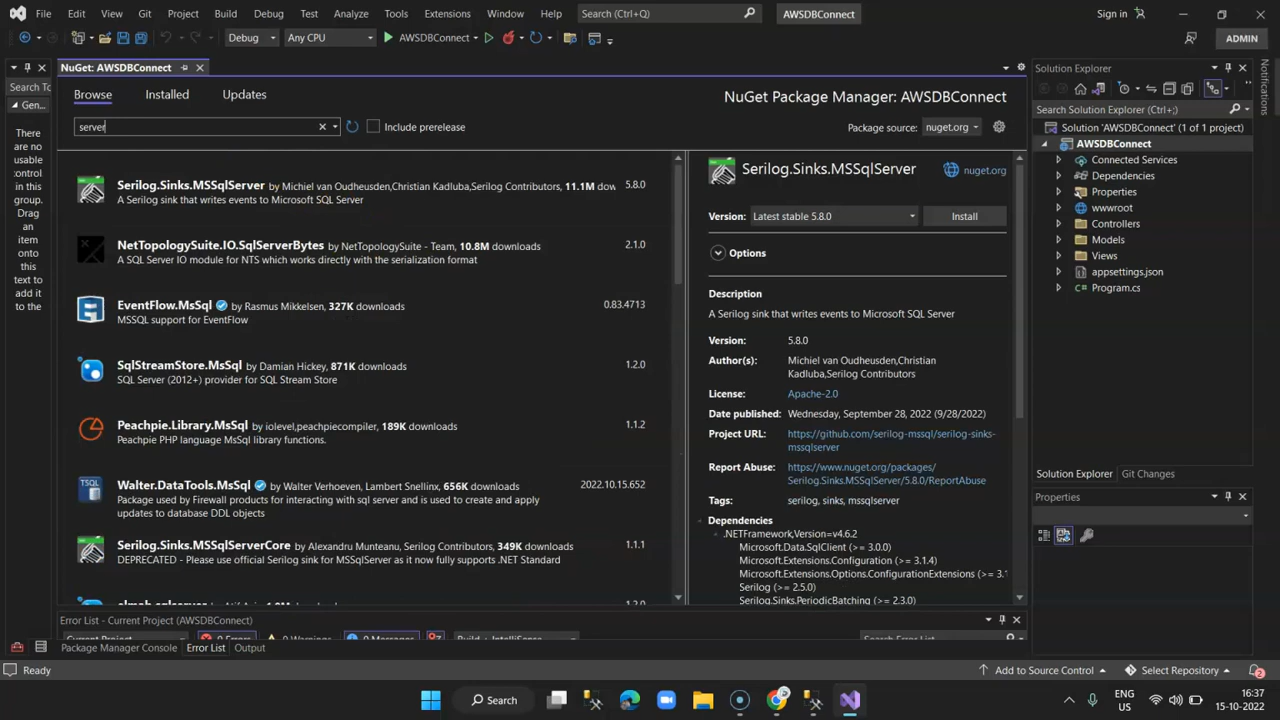 File Edit View Git Project Build Debug Test Analyze Tools Extensions Window Help Search (Ctrl+Q) AWSDBConnect Sign in
Debug Any CPU AWSDBConnect ADMIN
NuGet: AWSDBConnect
Search To
Gen...
There are no usable control in this group. Drag an item onto this text to add it to the
Browse Installed Updates
NuGet Package Manager: AWSDBConnect
server
Include prerelease
Package source: nuget.org
Serilog.Sinks.MSSqlServer by Michiel van Oudheusden,Christian Kadluba,Serilog Contributors, 11.1M dow 5.8.0
A Serilog sink that writes events to Microsoft SQL Server
NetTopologySuite.IO.SqlServerBytes by NetTopologySuite - Team, 10.8M downloads 2.1.0
A SQL Server IO module for NTS which works directly with the serialization format
EventFlow.MsSql by Rasmus Mikkelsen, 327K downloads 0.83.4713
MSSQL support for EventFlow
SqlStreamStore.MsSql by Damian Hickey, 871K downloads 1.2.0
SQL Server (2012+) provider for SQL Stream Store
Peachpie.Library.MsSql by iolevel,peachpiecompiler, 189K downloads 1.1.2
Peachpie PHP language MsSql library functions.
TSQL
Walter.DataTools.MsSql by Walter Verhoeven, Lambert Snellinx, 656K downloads 2022.10.15.652
Package used by Firewall products for interacting with sql server and is used to create and apply
updates to database DDL objects
Serilog.Sinks.MSSqlServerCore by Alexandru Munteanu, Serilog Contributors, 349K downloads 1.1.1
DEPRECATED - Please use official Serilog sink for MSSqlServer as it now fully supports .NET Standard
Serilog.Sinks.MSSqlServer nuget.org
Version: Latest stable 5.8.0 Install
Options
Description
A Serilog sink that writes events to Microsoft SQL Server
Version: 5.8.0
Author(s): Michiel van Oudheusden,Christian
Kadluba,Serilog Contributors
License: Apache-2.0
Date published: Wednesday, September 28, 2022 (9/28/2022)
Project URL: https://github.com/serilog-mssql/serilog-sinks-
mssqlserver
Report Abuse: https://www.nuget.org/packages/
Serilog.Sinks.MSSqlServer/5.8.0/ReportAbuse
Tags: serilog, sinks, mssqlserver
Dependencies
.NETFramework,Version=v4.6.2
Microsoft.Data.SqlClient (>= 3.0.0)
Microsoft.Extensions.Configuration (>= 3.1.4)
Microsoft.Extensions.Options.ConfigurationExtensions (>= 3.1
Serilog (>= 2.5.0)
Serilog.Sinks.PeriodicBatching (>= 2.3.0)
Solution Explorer
Search Solution Explorer (Ctrl+;)
Solution 'AWSDBConnect' (1 of 1 project)
AWSDBConnect
Connected Services
Dependencies
Properties
wwwroot
Controllers
Models
Views
appsettings.json
C# Program.cs
Solution Explorer Git Changes
Properties
Notifications
Error List - Current Project (AWSDBConnect)
Current Project 0 Errors 0 Warnings 0 Messages Build + IntelliSense Search Error List
Package Manager Console Error List Output
Ready Add to Source Control Select Repository 2
Search
ENG
US
16:37
15-10-2022